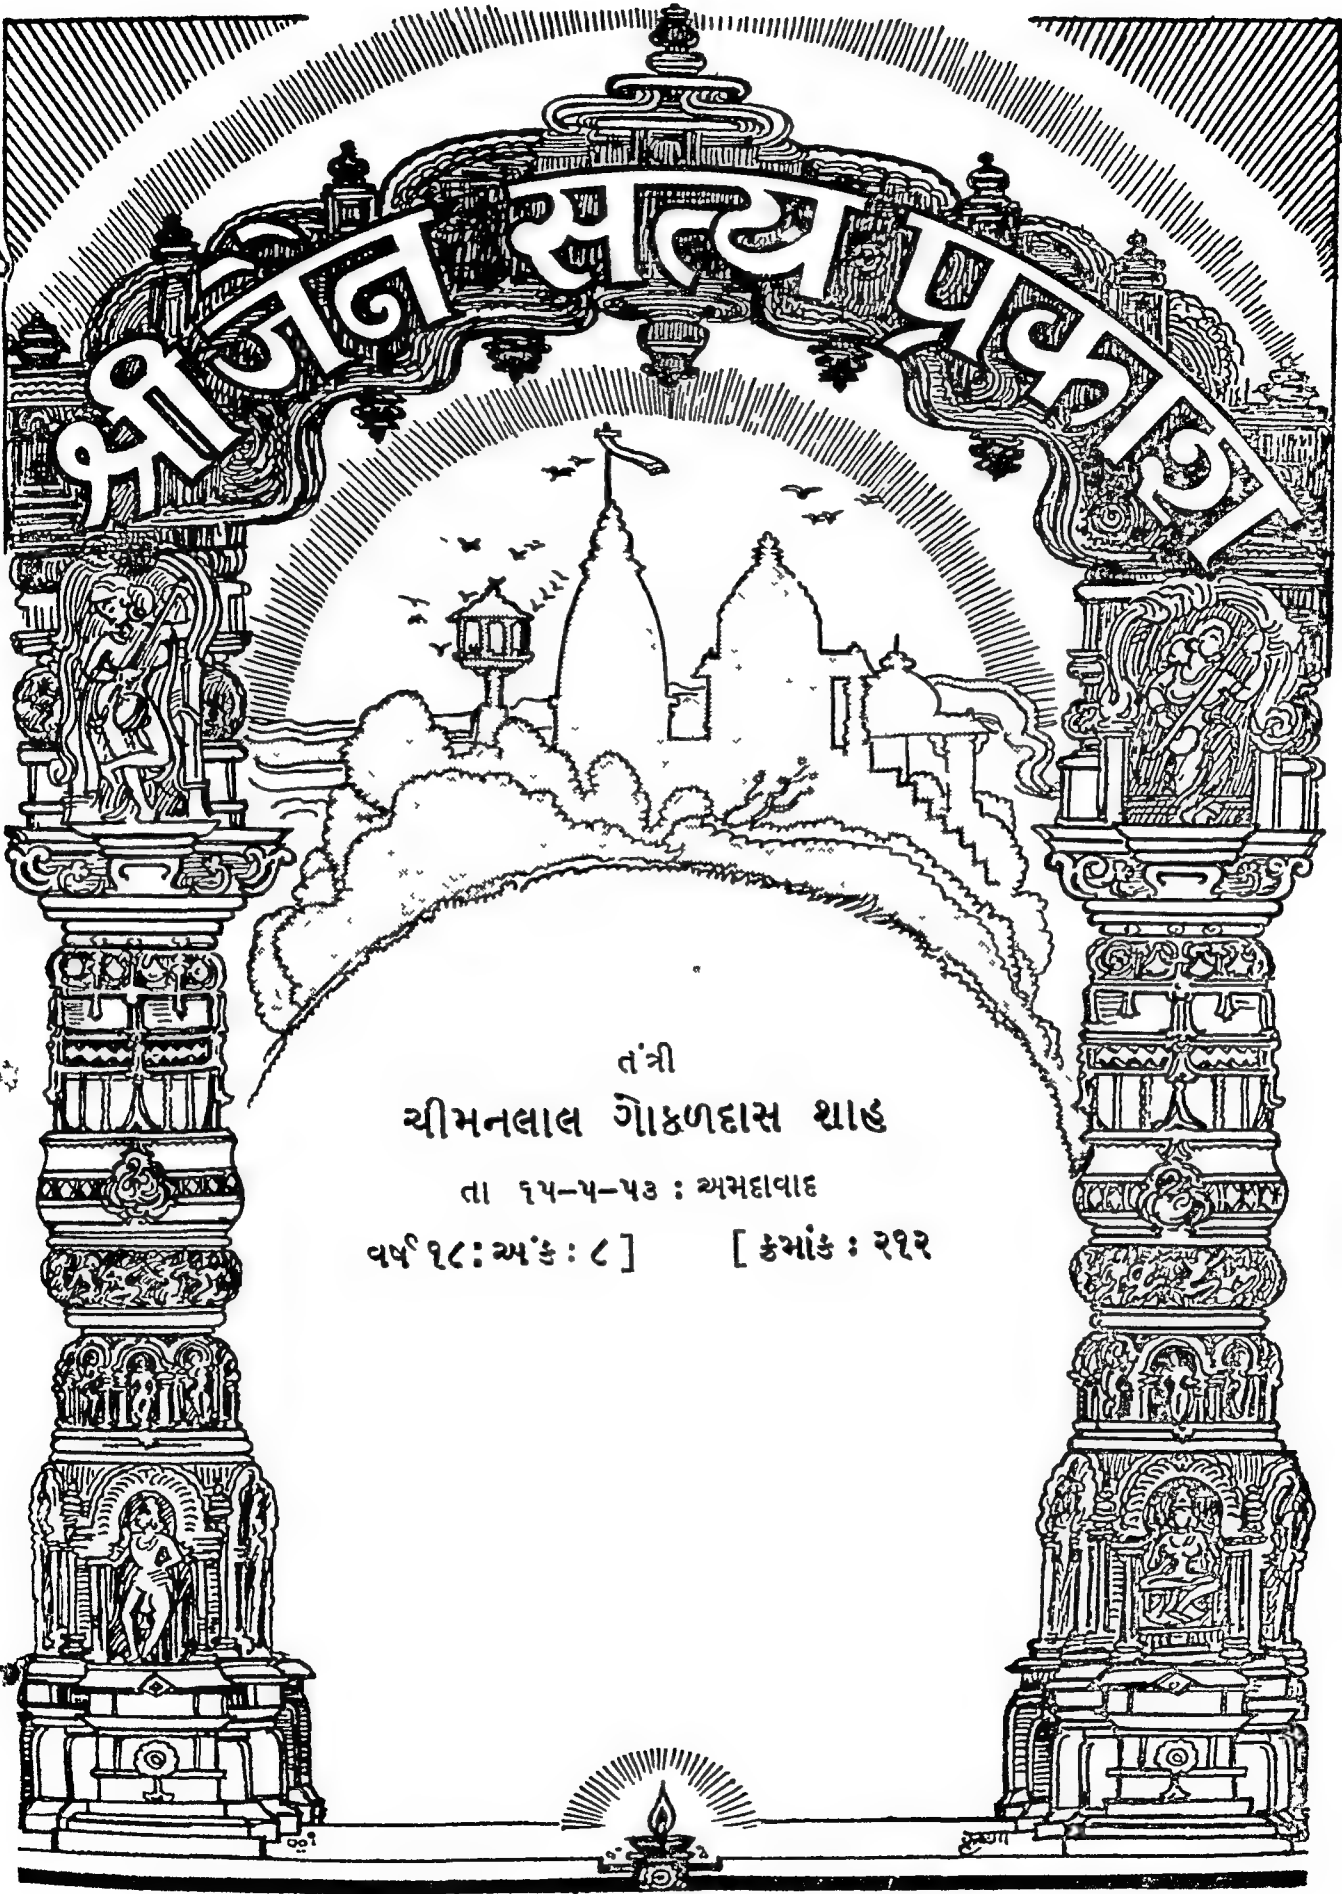 श्री जैन सत्य प्रकाश
તંત્રી
ચીમનલાલ ગોકળદાસ શાહ
તા ૧૫-૫-૫૩ : અમદાવાદ
વર્ષ ૧૮ : અંક : ૮ ] [ ક્રમાંક : ૨૧૨